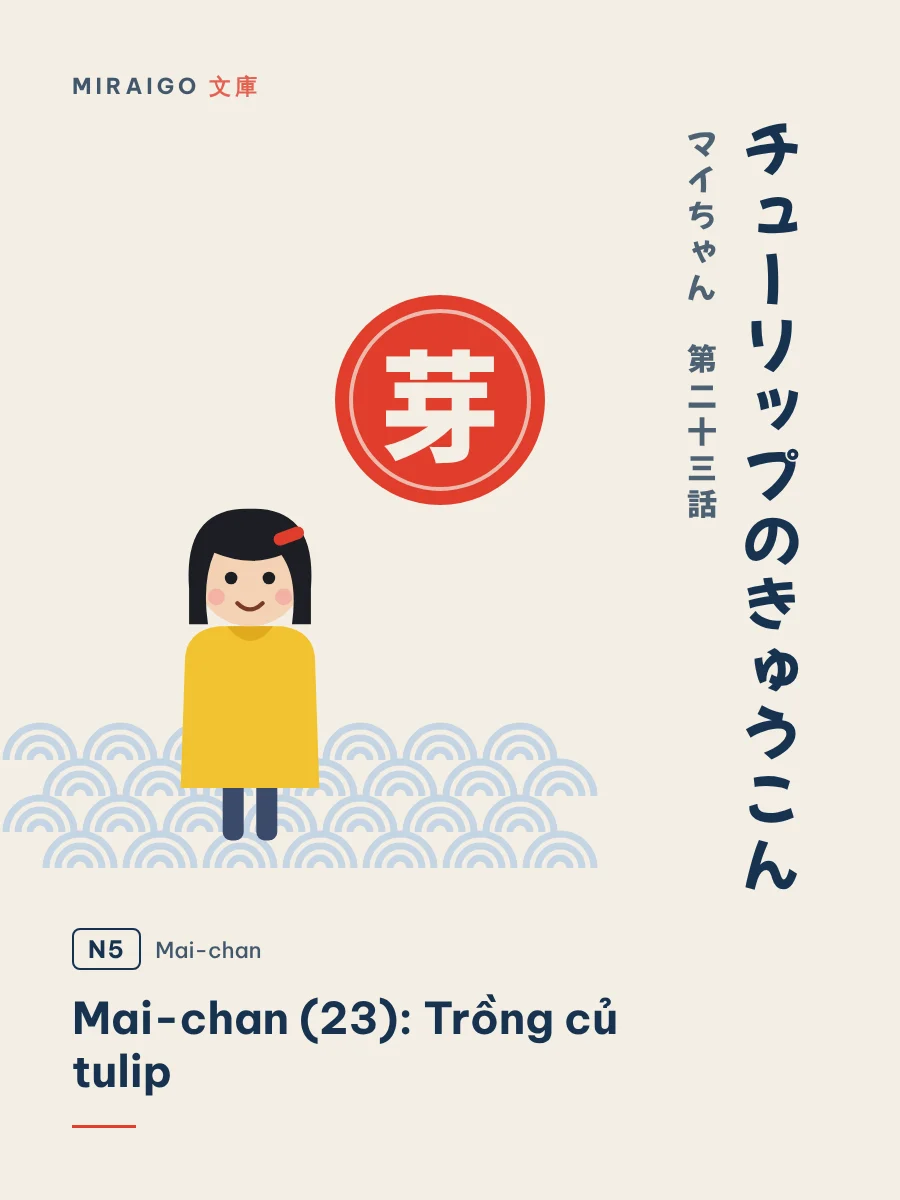 MIRAIGO 文庫
チューリップのきゅうこん
マイちゃん 第二十三話
芽
N5 Mai-chan
Mai-chan (23): Trồng củ
tulip